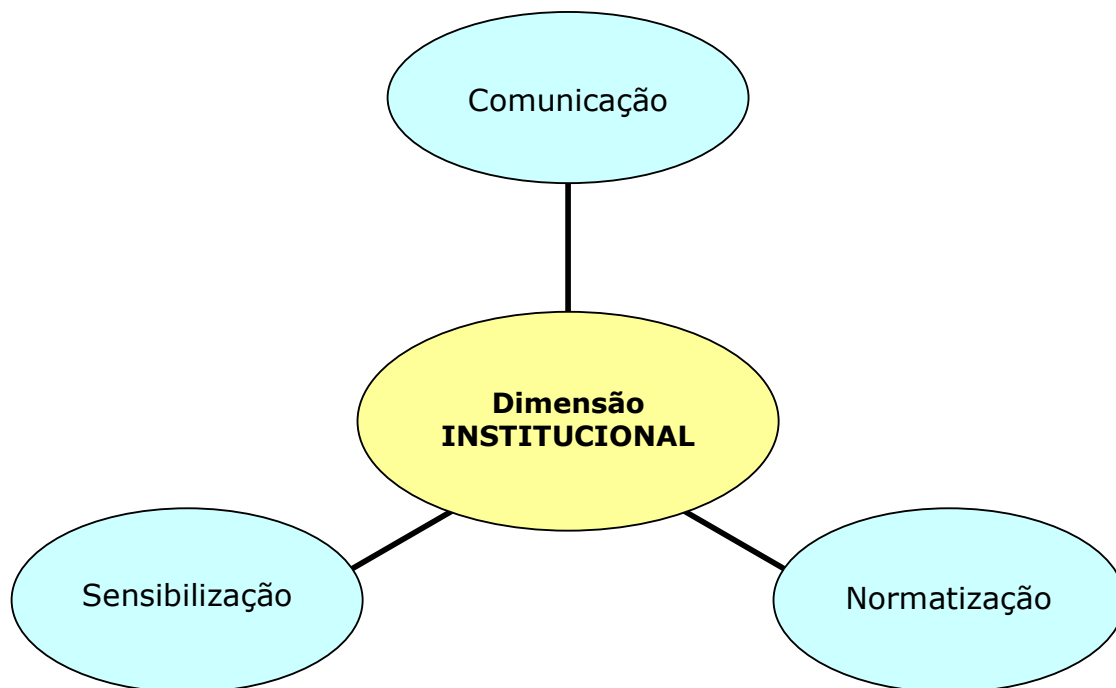 Comunicação
Dimensão
INSTITUCIONAL
Sensibilização
Normatização